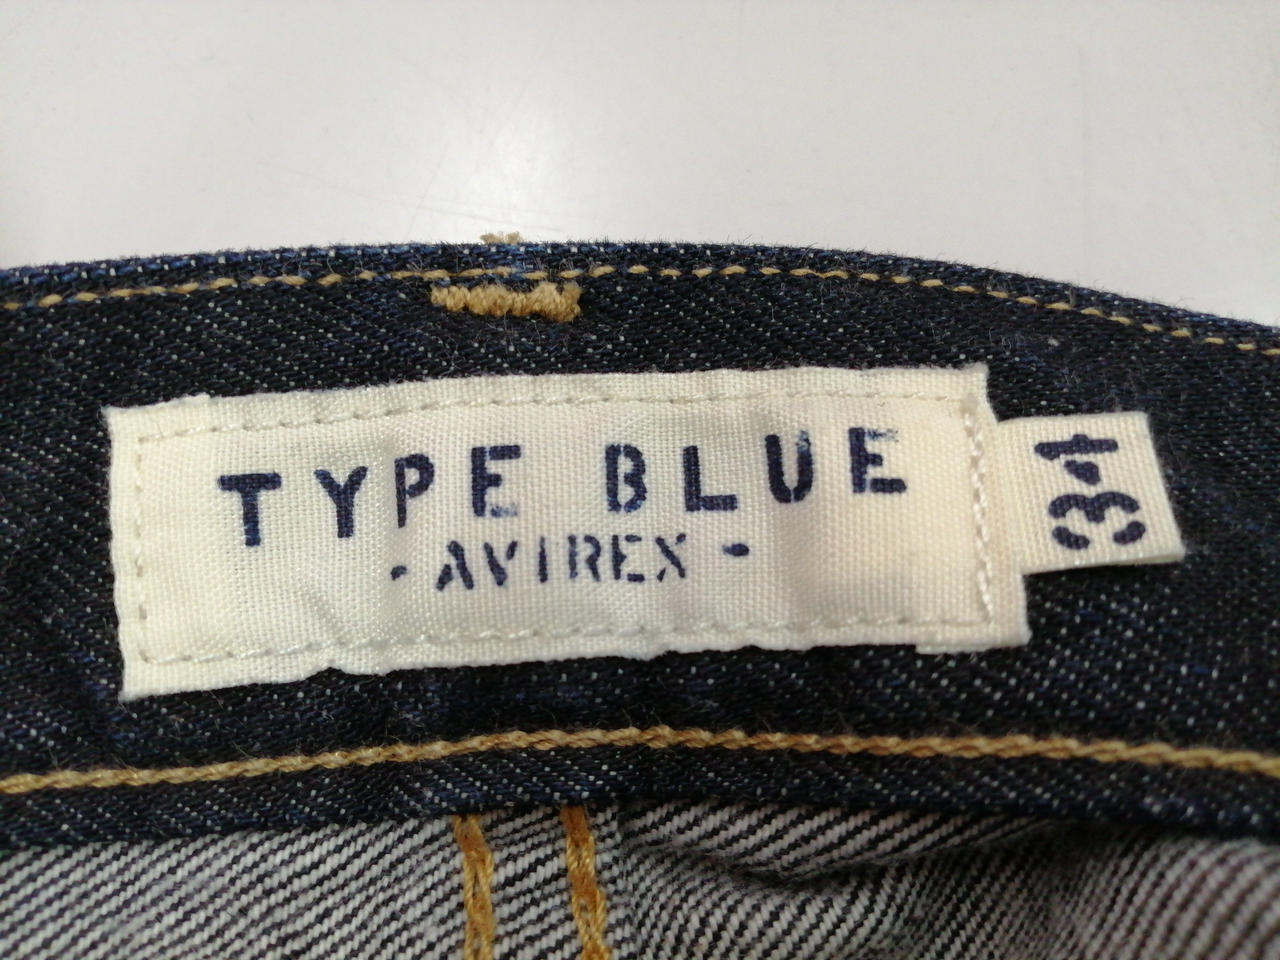 TYPE BLUE
- AVIREX -
34